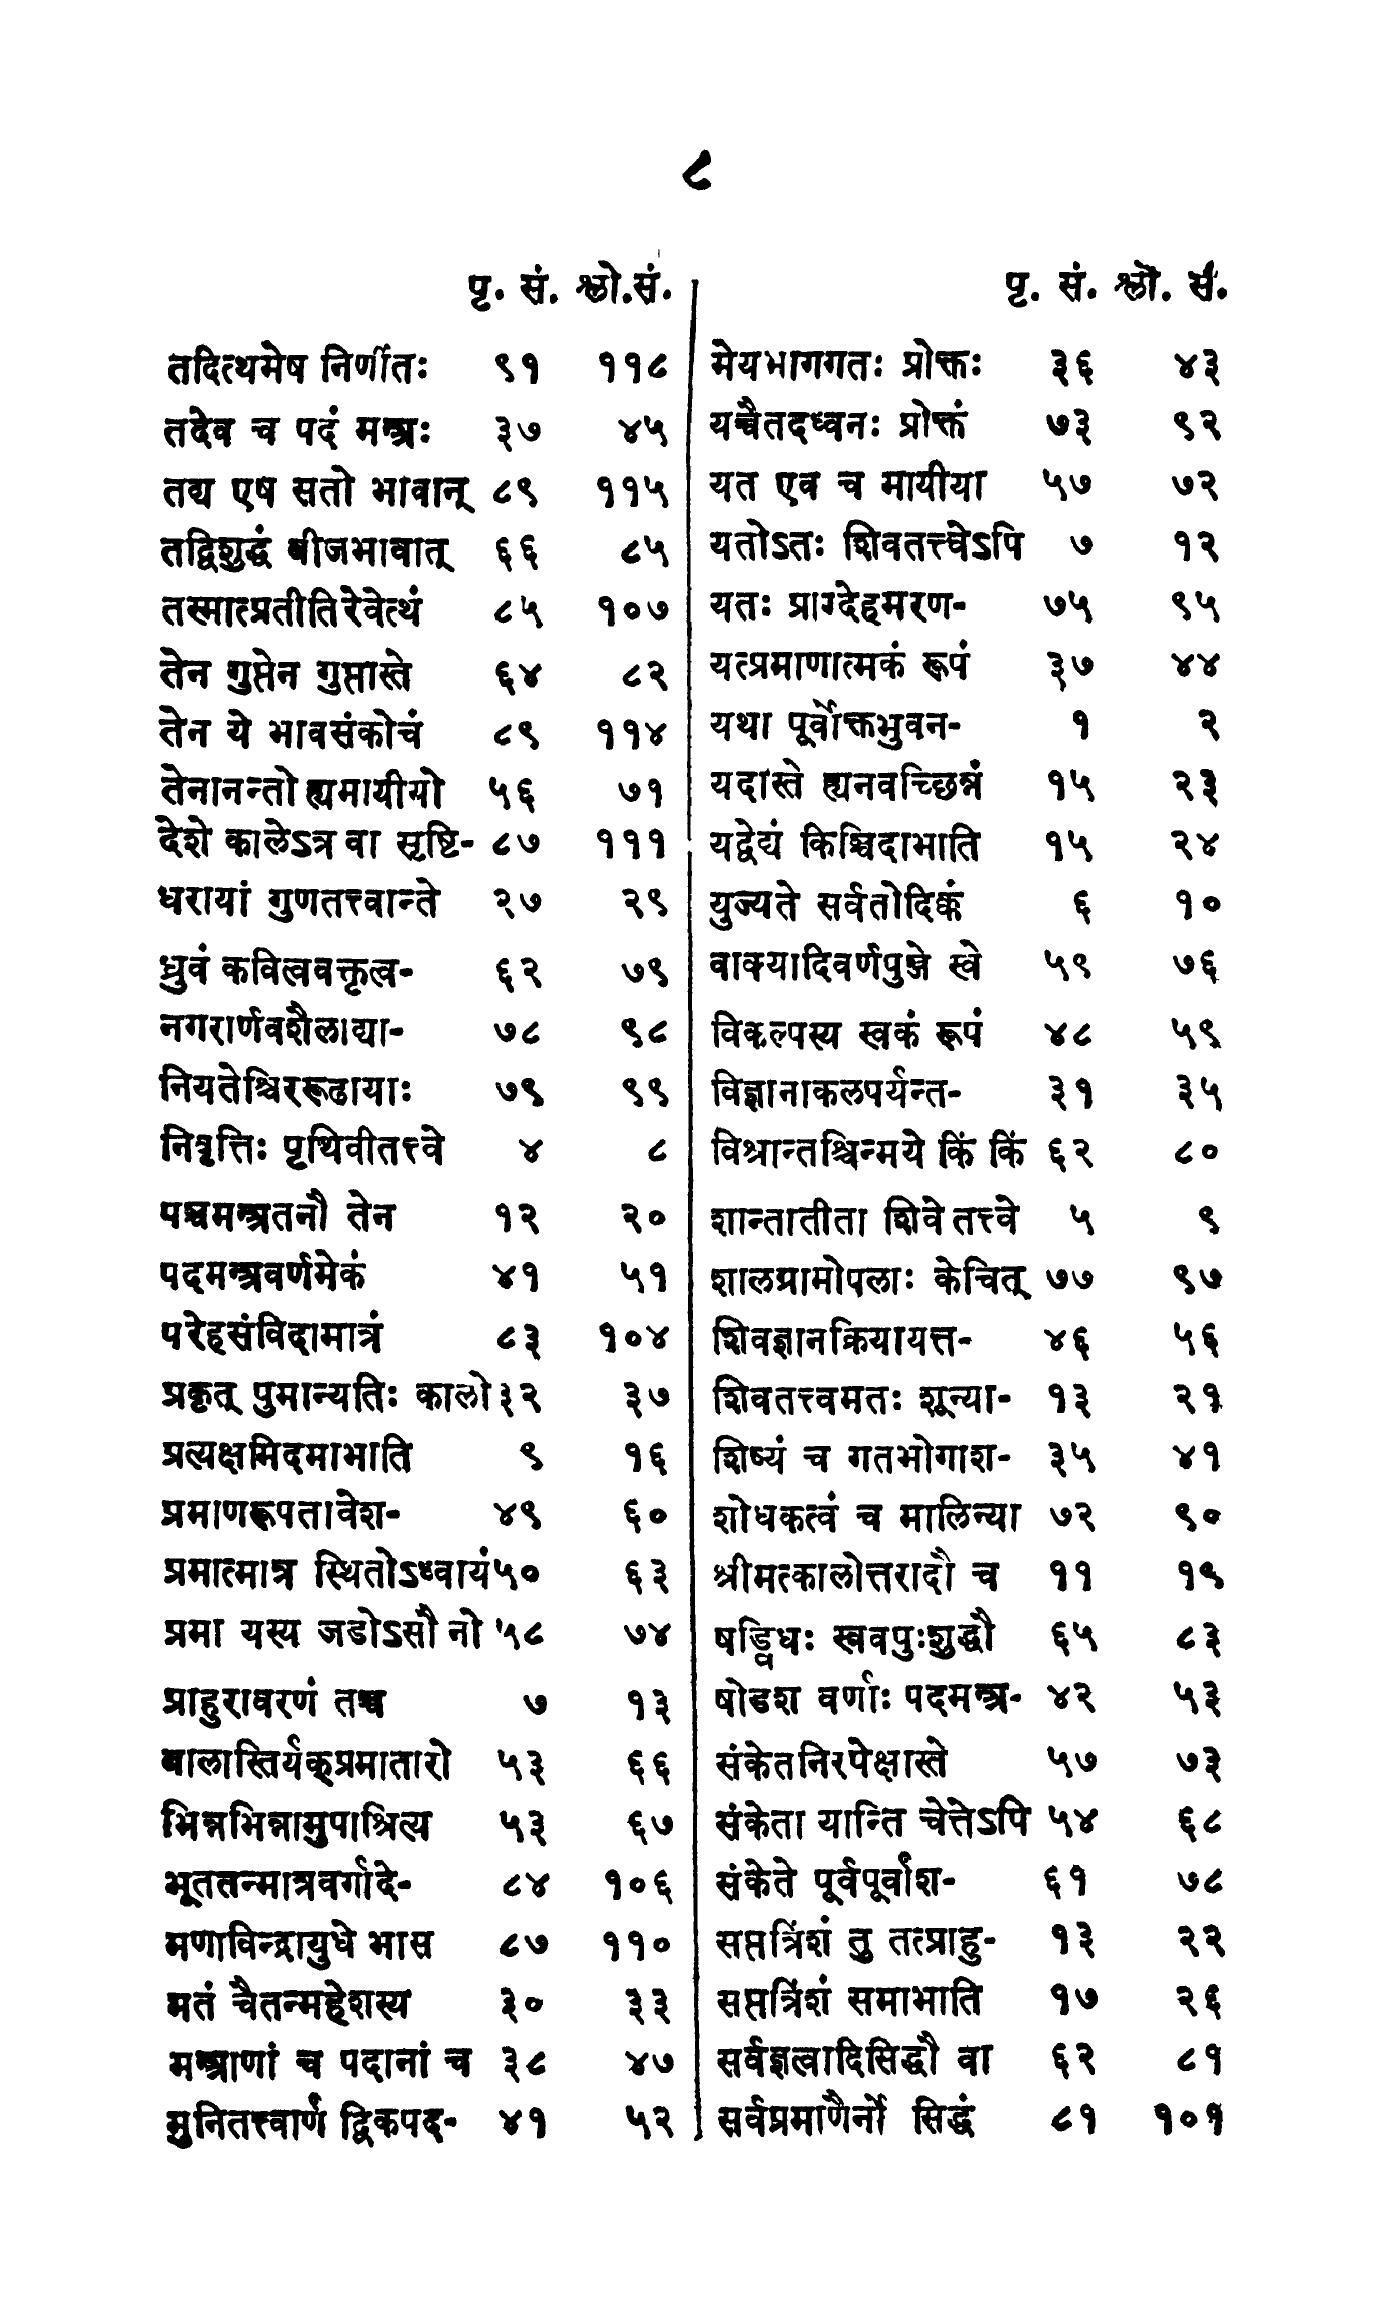 ८
पृ. सं. श्लो.सं.
तदित्थमेष निर्णीतः ९१ ११८
तदेव च पदं मन्त्रः ३७ ४५
तद्य एष सतो भावान् ८९ ११५
तद्विशुद्धं बीजभावात् ६६ ८५
तस्मात्प्रतीतिरेवेत्थं ८५ १०७
तेन गुप्तेन गुप्तास्ते ६४ ८२
तेन ये भावसंकोचं ८९ ११४
तेनानन्तो ह्यमायीयो ५६ ७१
देशे कालेऽत्र वा सृष्टि- ८७ १११
धरायां गुणतत्त्वान्ते २७ २९
ध्रुवं कवित्ववक्तृत्व- ६२ ७९
नगरार्णवशैलाद्या- ७८ ९८
नियतेश्चिररूढायाः ७९ ९९
निवृत्तिः पृथिवीतत्त्वे ४ ८
पञ्चमन्त्रतनौ तेन १२ २०
पदमन्त्रवर्णमेकं ४१ ५१
परेहसंविदामात्रं ८३ १०४
प्रकृत् पुमान्यतिः कालो ३२ ३७
प्रत्यक्षमिदमाभाति ९ १६
प्रमाणरूपतावेश- ४९ ६०
प्रमात्मात्र स्थितोऽध्वायं ५० ६३
प्रमा यस्य जडोऽसौ नो ५८ ७४
प्राहुरावरणं तच्च ७ १३
बालास्तिर्यक्प्रमातारो ५३ ६६
भिन्नभिन्नामुपाश्रित्य ५३ ६७
भूततन्मात्रवर्गादे- ८४ १०६
मणाविन्द्रायुधे भास ८७ ११०
मतं चैतन्महेशस्य ३० ३३
मन्त्राणां च पदानां च ३८ ४७
मुनितत्त्वार्णं द्विकपद- ४१ ५२
पृ. सं. श्लो. सं.
मेयभागगतः प्रोक्तः ३६ ४३
यश्चैतदध्वनः प्रोक्तं ७३ ९२
यत एव च मायीया ५७ ७२
यतोऽतः शिवतत्त्वेऽपि ७ १२
यतः प्राग्देहमरण- ७५ ९५
यत्प्रमाणात्मकं रूपं ३७ ४४
यथा पूर्वोक्तभुवन- १ २
यदास्ते ह्यनवच्छिन्नं १५ २३
यद्वेद्यं किञ्चिदाभाति १५ २४
युज्यते सर्वतोदिक्कं ६ १०
वाक्यादिवर्णपुञ्जे स्वे ५९ ७६
विकल्पस्य स्वकं रूपं ४८ ५९
विज्ञानाकलपर्यन्त- ३१ ३५
विश्रान्तश्चिन्मये किं किं ६२ ८०
शान्तातीता शिवे तत्त्वे ५ ९
शालग्रामोपलाः केचित् ७७ ९७
शिवज्ञानक्रियायत्त- ४६ ५६
शिवतत्त्वमतः शून्या- १३ २१
शिष्यं च गतभोगाश- ३५ ४१
शोधकत्वं च मालिन्या ७२ ९०
श्रीमत्कालोत्तरादौ च ११ १९
षड्विधः स्ववपुःशुद्धौ ६५ ८३
षोडश वर्णाः पदमन्त्र- ४२ ५३
संकेतनिरपेक्षास्ते ५७ ७३
संकेता यान्ति चेत्तेऽपि ५४ ६८
संकेते पूर्वपूर्वांश- ६१ ७८
सप्तत्रिंशं तु तत्प्राहु- १३ २२
सप्तत्रिंशं समाभाति १७ २६
सर्वज्ञत्वादिसिद्धौ वा ६२ ८१
सर्वप्रमाणैर्नो सिद्धं ८१ १०१